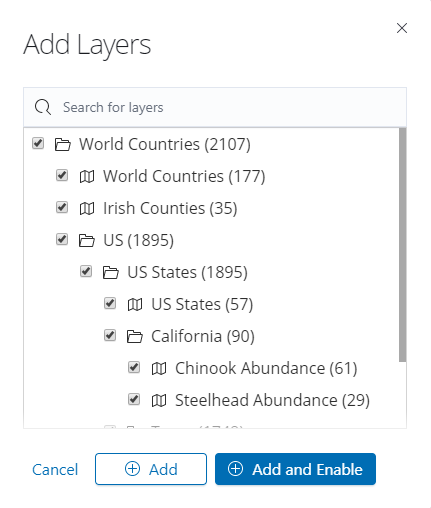 Add Layers
Search for layers
World Countries (2107)
World Countries (177)
Irish Counties (35)
US (1895)
US States (1895)
US States (57)
California (90)
Chinook Abundance (61)
Steelhead Abundance (29)
Cancel
Add
Add and Enable